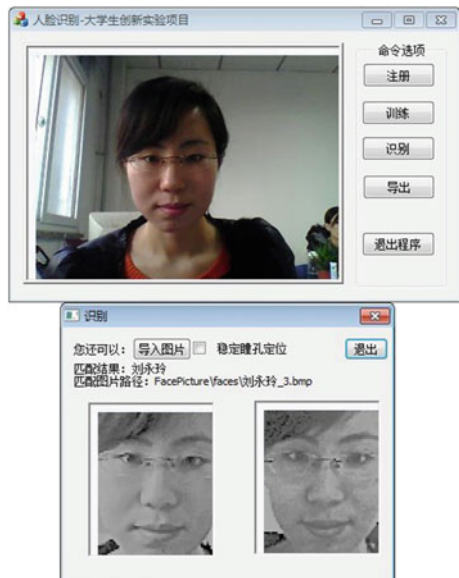 人脸识别-大学生创新实验项目
命令选项
注册
训练
识别
导出
退出程序
识别
您还可以： 导入图片 稳定瞳孔定位 退出
匹配结果：刘永玲
匹配图片路径：FacePicture\faces\刘永玲_3.bmp